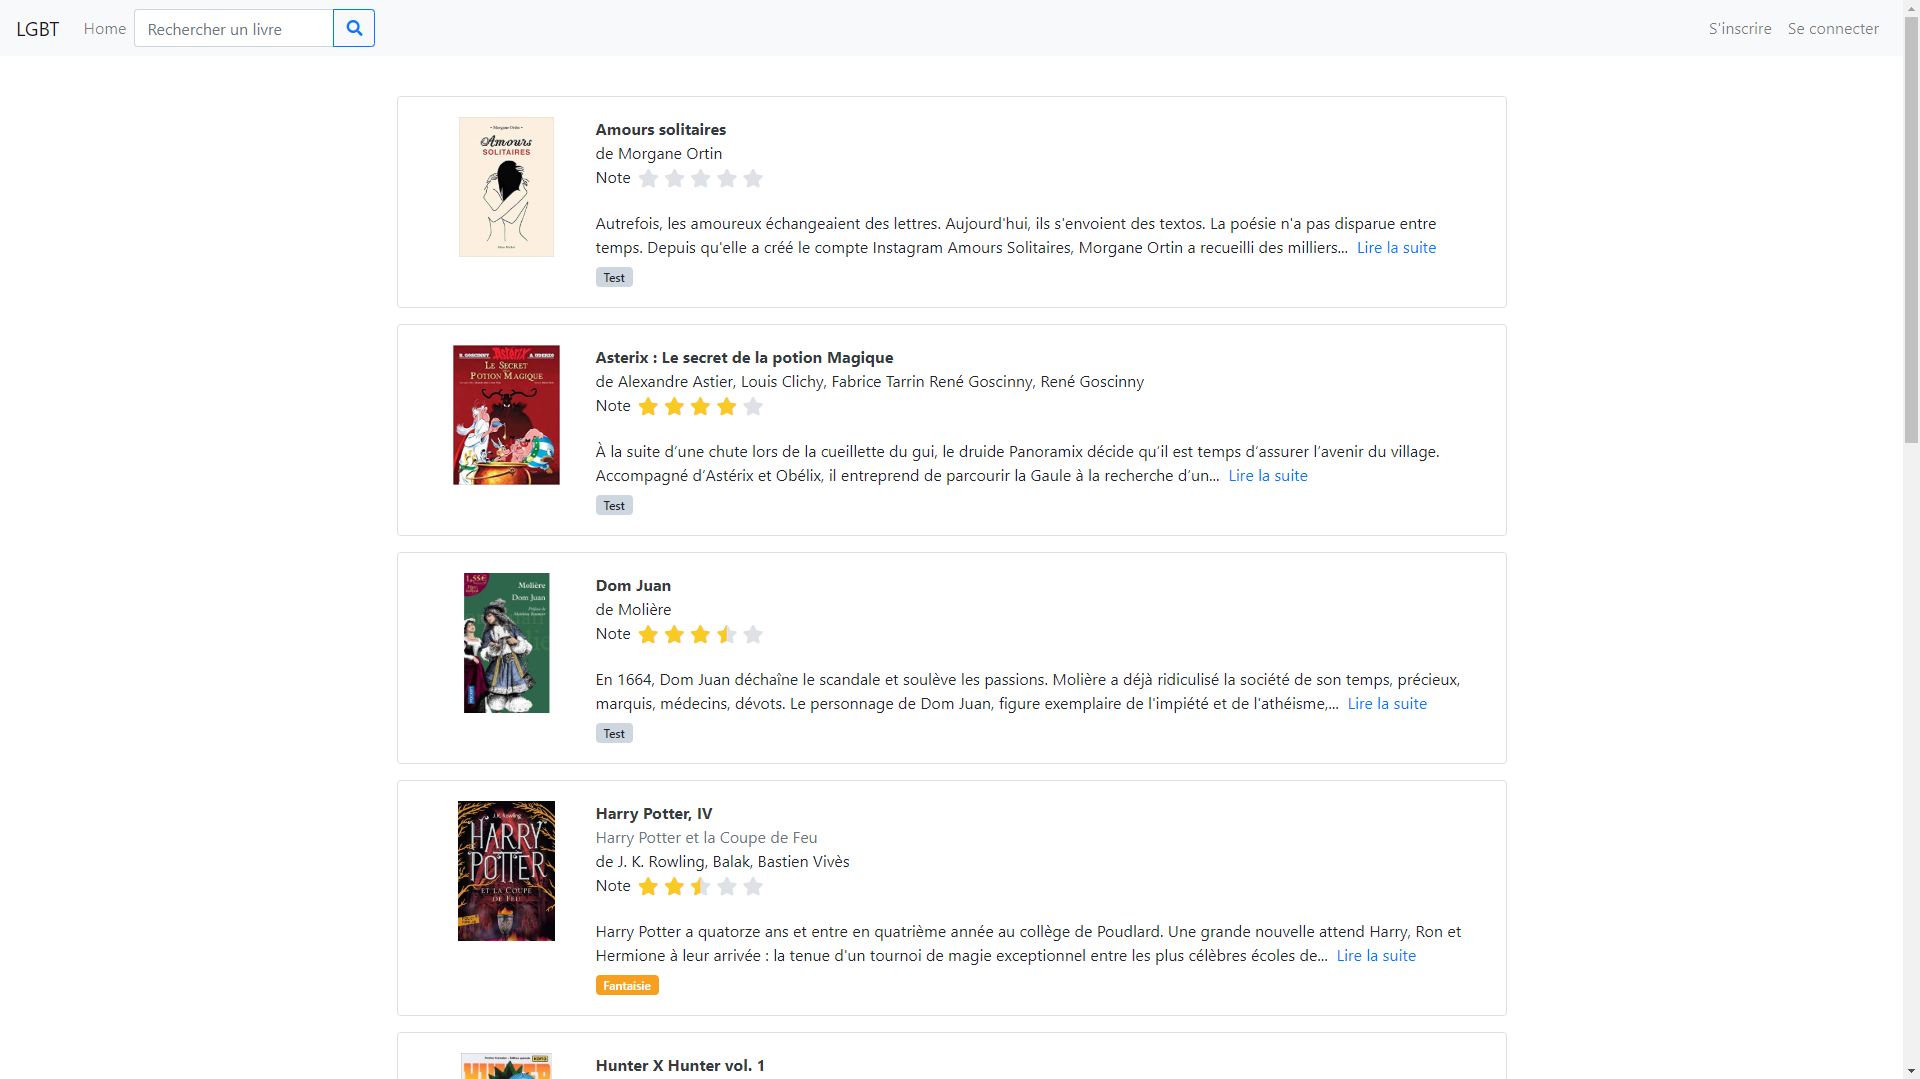 LGBT Home Rechercher un livre S'inscrire Se connecter
• Morgane Ortin •
Amours
SOLITAIRES
Amours solitaires
de Morgane Ortin
Note
Autrefois, les amoureux échangeaient des lettres. Aujourd'hui, ils s'envoient des textos. La poésie n'a pas disparue entre
temps. Depuis qu'elle a créé le compte Instagram Amours Solitaires, Morgane Ortin a recueilli des milliers... Lire la suite
Test
R. GOSCINNY Asterix A. UDERZO
LE SECRET
POTION MAGIQUE
Asterix : Le secret de la potion Magique
de Alexandre Astier, Louis Clichy, Fabrice Tarrin René Goscinny, René Goscinny
Note
À la suite d’une chute lors de la cueillette du gui, le druide Panoramix décide qu’il est temps d’assurer l’avenir du village.
Accompagné d’Astérix et Obélix, il entreprend de parcourir la Gaule à la recherche d’un... Lire la suite
Test
1,55€
Molière
Dom Juan
Dom Juan
de Molière
Note
En 1664, Dom Juan déchaîne le scandale et soulève les passions. Molière a déjà ridiculisé la société de son temps, précieux,
marquis, médecins, dévots. Le personnage de Dom Juan, figure exemplaire de l'impiété et de l'athéisme,... Lire la suite
Test
J.K. Rowling
HARRY
POTTER
ET LA COUPE
DE FEU
Harry Potter, IV
Harry Potter et la Coupe de Feu
de J. K. Rowling, Balak, Bastien Vivès
Note
Harry Potter a quatorze ans et entre en quatrième année au collège de Poudlard. Une grande nouvelle attend Harry, Ron et
Hermione à leur arrivée : la tenue d'un tournoi de magie exceptionnel entre les plus célèbres écoles de... Lire la suite
Fantaisie
HUNTER
Hunter X Hunter vol. 1